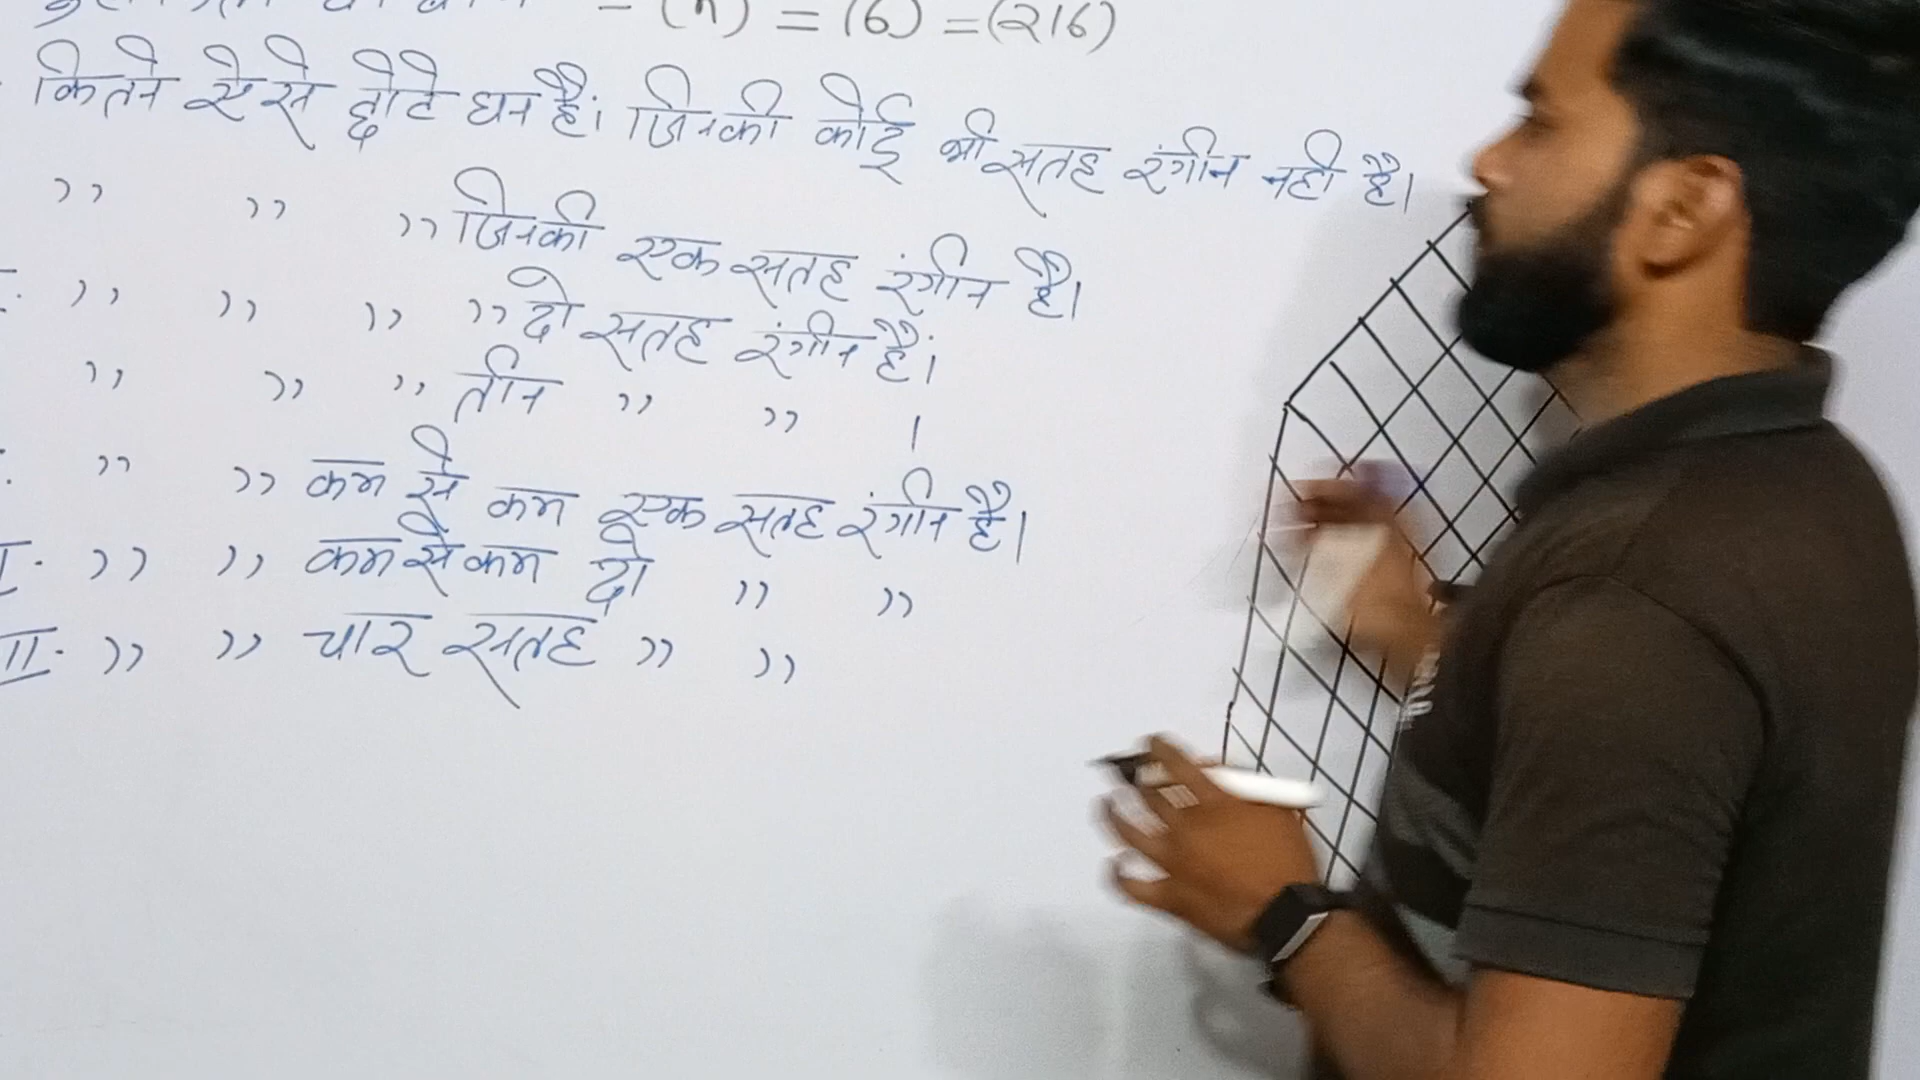 = (n) = (6) = (216)
कितने ऐसे छोटे घन हैं। जिनकी कोई भी सतह रंगीन नही है।
,, ,, ,, जिनकी एक सतह रंगीन है।
,, ,, ,, ,, दो सतह रंगीन हैं।
,, ,, ,, तीन ,, ,, ।
,, ,, कम से कम एक सतह रंगीन है।
I. ,, ,, कम से कम दो ,, ,,
II. ,, ,, चार सतह ,, ,,